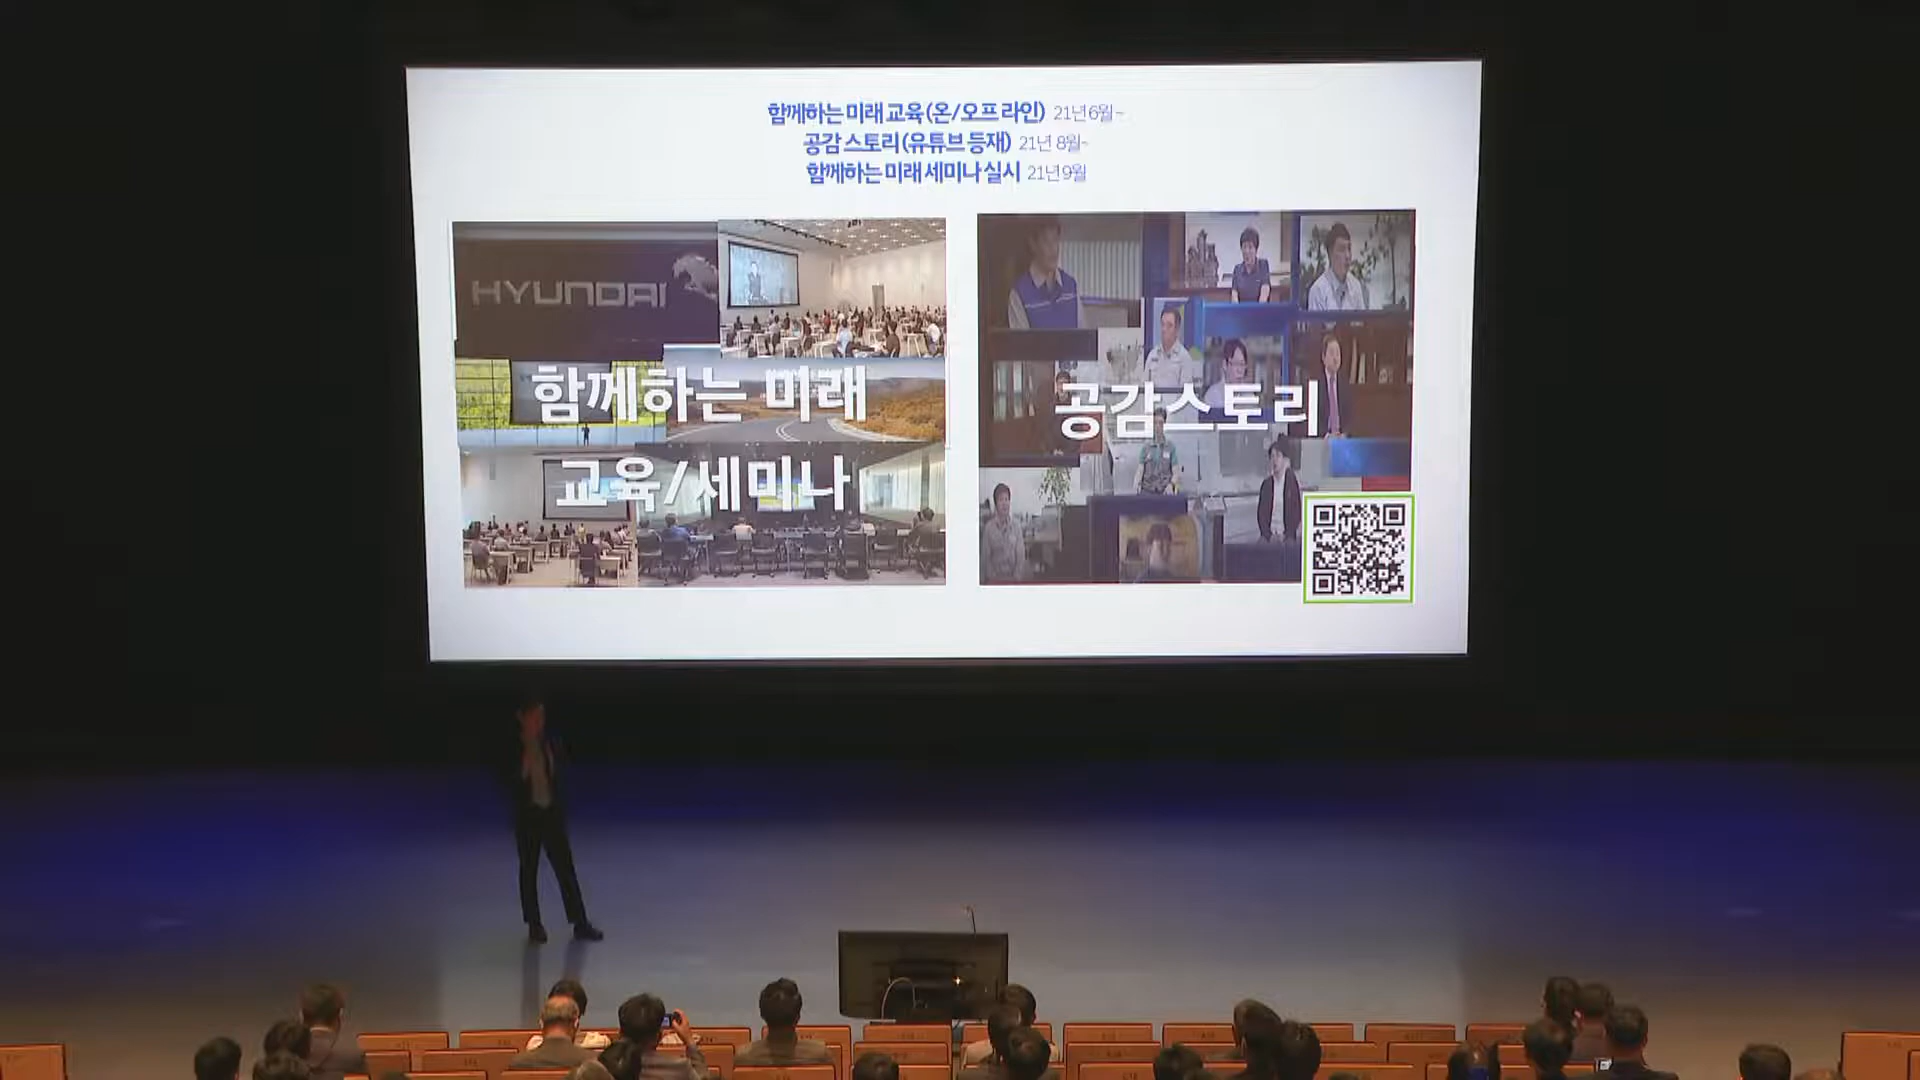 함께하는 미래 교육(온/오프 라인) 21년 6월~
공감 스토리(유튜브 등재) 21년 8월~
함께하는 미래 세미나 실시 21년 9월
HYUNDAI
함께하는 미래
교육/세미나
공감스토리